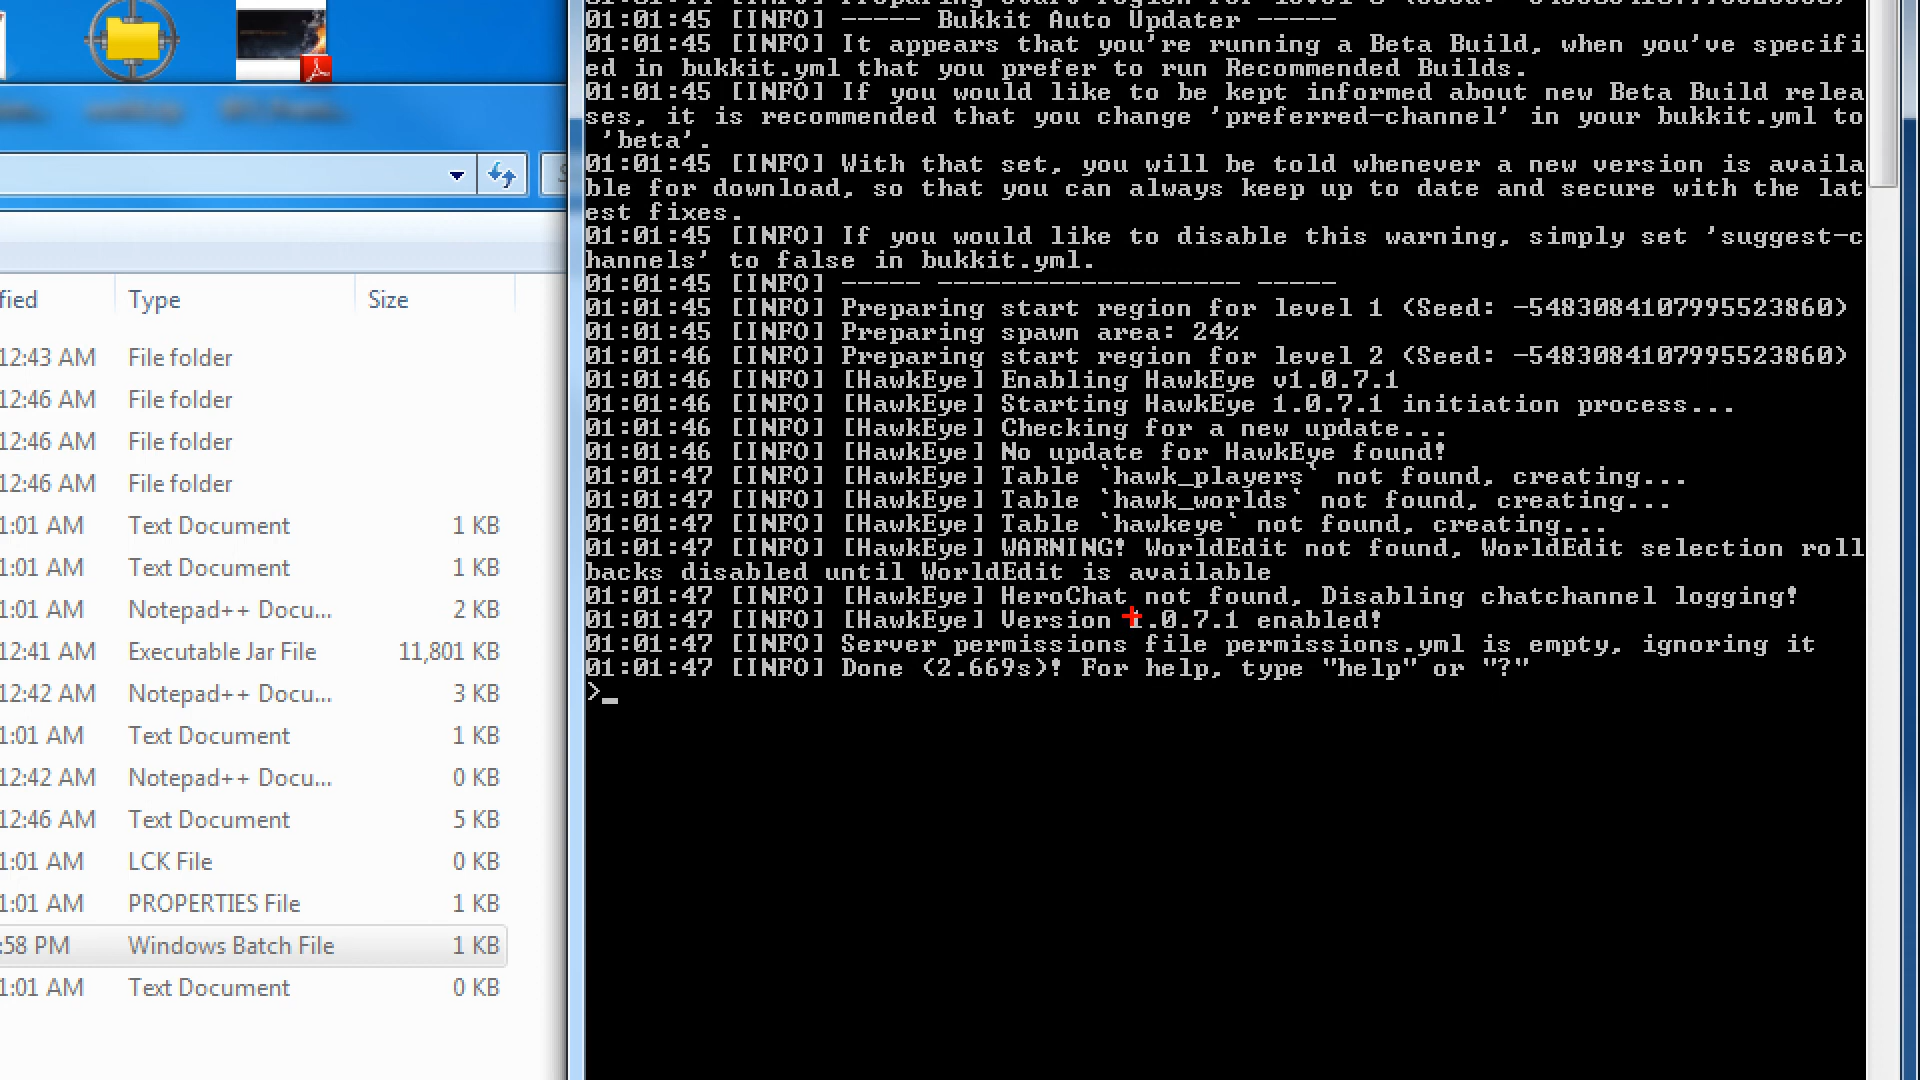 fied Type Size
12:43 AM File folder
12:46 AM File folder
12:46 AM File folder
12:46 AM File folder
1:01 AM Text Document 1 KB
1:01 AM Text Document 1 KB
1:01 AM Notepad++ Docu... 2 KB
12:41 AM Executable Jar File 11,801 KB
12:42 AM Notepad++ Docu... 3 KB
1:01 AM Text Document 1 KB
12:42 AM Notepad++ Docu... 0 KB
12:46 AM Text Document 5 KB
1:01 AM LCK File 0 KB
1:01 AM PROPERTIES File 1 KB
:58 PM Windows Batch File 1 KB
1:01 AM Text Document 0 KB
01:01:45 [INFO] ----- Bukkit Auto Updater -----
01:01:45 [INFO] It appears that you're running a Beta Build, when you've specifi
ed in bukkit.yml that you prefer to run Recommended Builds.
01:01:45 [INFO] If you would like to be kept informed about new Beta Build relea
ses, it is recommended that you change 'preferred-channel' in your bukkit.yml to
'beta'.
01:01:45 [INFO] With that set, you will be told whenever a new version is availa
ble for download, so that you can always keep up to date and secure with the lat
est fixes.
01:01:45 [INFO] If you would like to disable this warning, simply set 'suggest-c
hannels' to false in bukkit.yml.
01:01:45 [INFO] ----- ------------------- -----
01:01:45 [INFO] Preparing start region for level 1 (Seed: -5483084107995523860)
01:01:45 [INFO] Preparing spawn area: 24%
01:01:46 [INFO] Preparing start region for level 2 (Seed: -5483084107995523860)
01:01:46 [INFO] [HawkEye] Enabling HawkEye v1.0.7.1
01:01:46 [INFO] [HawkEye] Starting HawkEye 1.0.7.1 initiation process...
01:01:46 [INFO] [HawkEye] Checking for a new update...
01:01:46 [INFO] [HawkEye] No update for HawkEye found!
01:01:47 [INFO] [HawkEye] Table `hawk_players` not found, creating...
01:01:47 [INFO] [HawkEye] Table `hawk_worlds` not found, creating...
01:01:47 [INFO] [HawkEye] Table `hawkeye` not found, creating...
01:01:47 [INFO] [HawkEye] WARNING! WorldEdit not found, WorldEdit selection roll
backs disabled until WorldEdit is available
01:01:47 [INFO] [HawkEye] HeroChat not found, Disabling chatchannel logging!
01:01:47 [INFO] [HawkEye] Version 1.0.7.1 enabled!
01:01:47 [INFO] Server permissions file permissions.yml is empty, ignoring it
01:01:47 [INFO] Done (2.669s)! For help, type "help" or "?"
>_